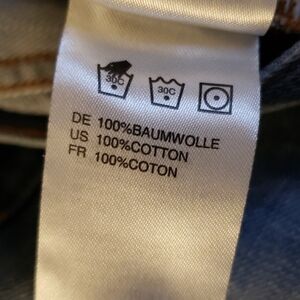 30C 30C
DE 100%BAUMWOLLE
US 100%COTTON
FR 100%COTON